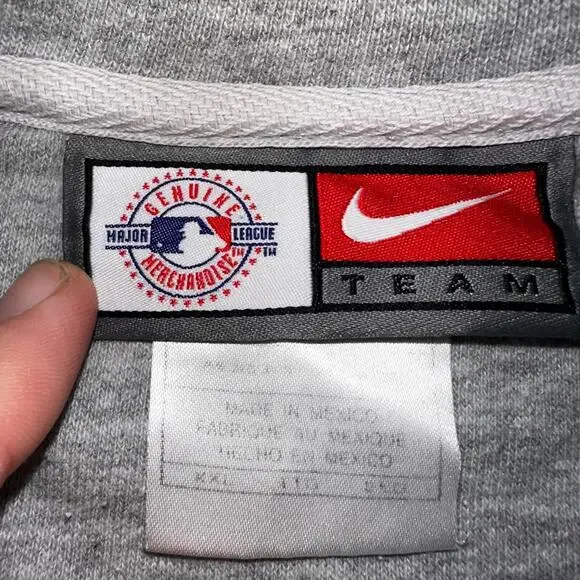 GENUINE
MAJOR LEAGUE
MERCHANDISE TM
TEAM
MADE IN MEXICO
FABRIQUE AU MEXIQUE
HECHO EN MEXICO
XXL